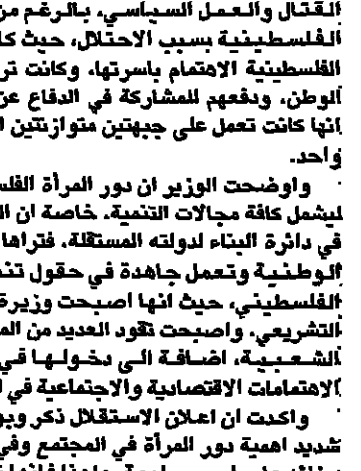 القتال والعمل السياسي، بالرغم من
الفلسطينية بسبب الاحتلال، حيث كا
الفلسطينية الاهتمام باسرتها، وكانت تر
الوطن، ودفعهم للمشاركة في الدفاع عن
انها كانت تعمل على جبهتين متوازنتين ا
واحد.
واوضحت الوزير ان دور المرأة الفلس
ليشمل كافة مجالات التنمية، خاصة ان ال
في دائرة البناء لدولته المستقلة، فتراها
الوطنية وتعمل جاهدة في حقول تنم
الفلسطيني، حيث انها اصبحت وزيرة
التشريعي، واصبحت تقود العديد من الم
الشعبية، اضافة الى دخولها في
الاهتمامات الاقتصادية والاجتماعية في ا
واكدت ان اعلان الاستقلال ذكر وبو
شديد اهمية دور المرأة في المجتمع وفي